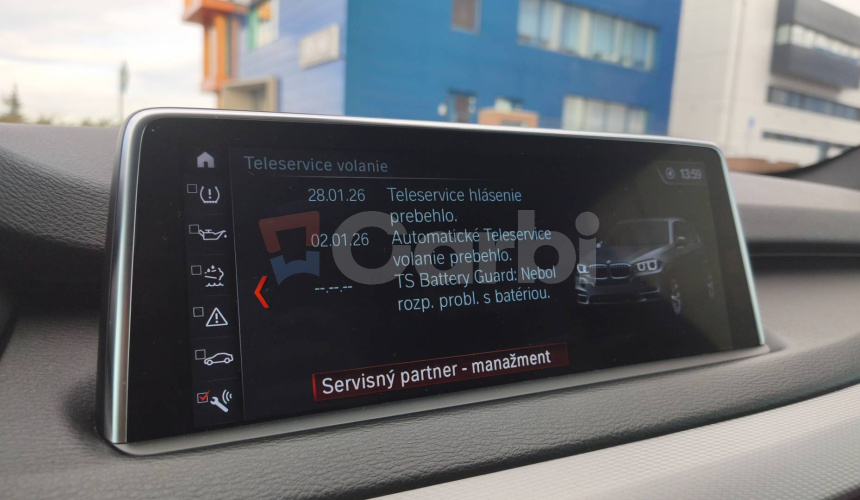 Teleservice volanie
13:59
28.01.26 Teleservice hlásenie
prebehlo.
02.01.26 Automatické Teleservice
volanie prebehlo.
--.--.-- TS Battery Guard: Nebol
rozp. probl. s batériou.
Servisný partner - manažment
Carbi